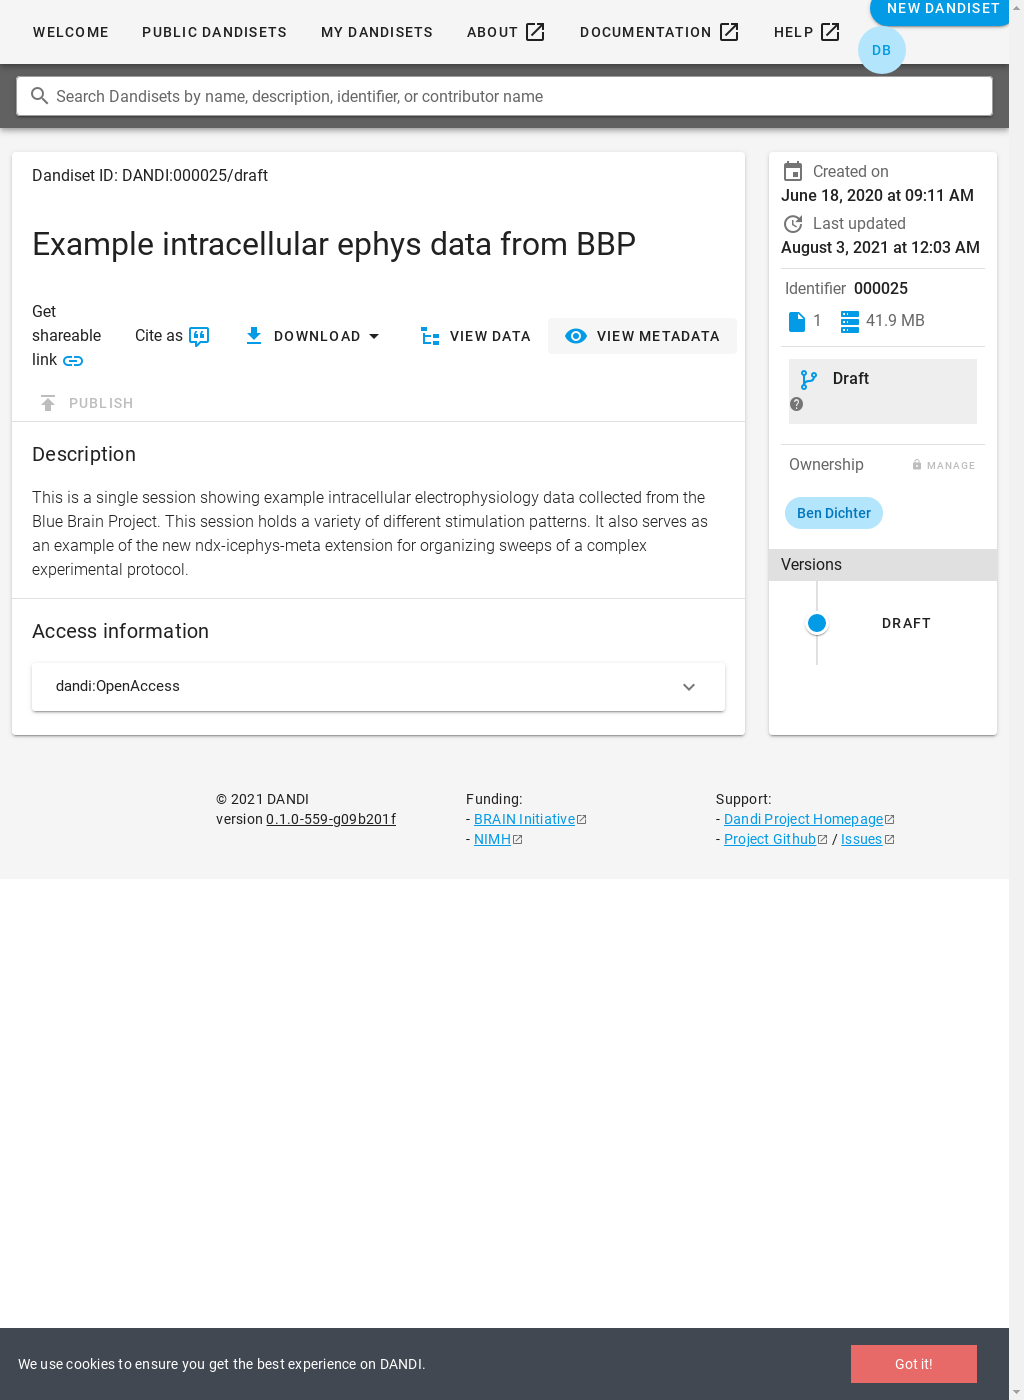 WELCOME PUBLIC DANDISETS MY DANDISETS ABOUT DOCUMENTATION HELP NEW DANDISET
DB
Search Dandisets by name, description, identifier, or contributor name
Dandiset ID: DANDI:000025/draft
Example intracellular ephys data from BBP
Get
shareable
link
Cite as
DOWNLOAD
VIEW DATA
VIEW METADATA
PUBLISH
Description
This is a single session showing example intracellular electrophysiology data collected from the
Blue Brain Project. This session holds a variety of different stimulation patterns. It also serves as
an example of the new ndx-icephys-meta extension for organizing sweeps of a complex
experimental protocol.
Access information
dandi:OpenAccess
Created on
June 18, 2020 at 09:11 AM
Last updated
August 3, 2021 at 12:03 AM
Identifier 000025
1 41.9 MB
Draft
Ownership MANAGE
Ben Dichter
Versions
DRAFT
© 2021 DANDI
version 0.1.0-559-g09b201f
Funding:
- BRAIN Initiative
- NIMH
Support:
- Dandi Project Homepage
- Project Github / Issues
We use cookies to ensure you get the best experience on DANDI.
Got it!